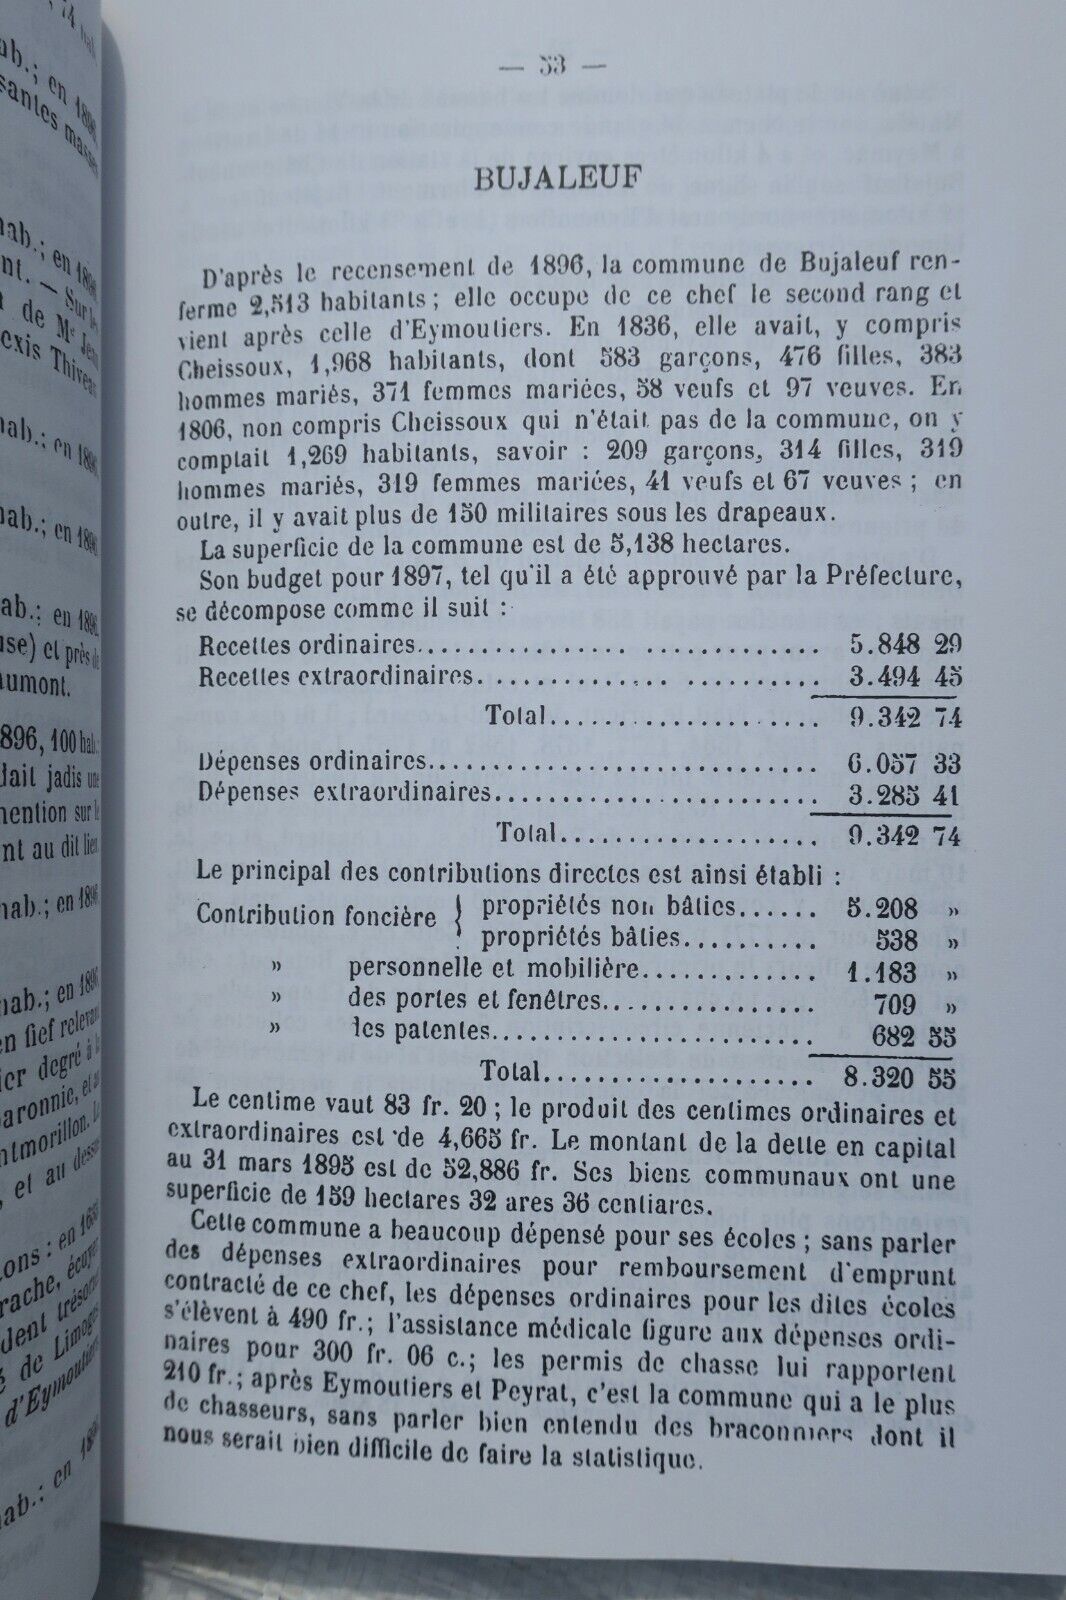 — 53 —
BUJALEUF
D'après le recensement de 1896, la commune de Bujaleuf ren-
ferme 2,513 habitants ; elle occupe de ce chef le second rang et
vient après celle d'Eymoutiers. En 1836, elle avait, y compris
Cheissoux, 1,968 habitants, dont 583 garçons, 476 filles, 383
hommes mariés, 371 femmes mariées, 58 veufs et 97 veuves. En
1806, non compris Cheissoux qui n'était pas de la commune, on y
comptait 1,269 habitants, savoir : 209 garçons, 314 filles, 319
hommes mariés, 319 femmes mariées, 41 veufs et 67 veuves ; en
outre, il y avait plus de 150 militaires sous les drapeaux.
La superficie de la commune est de 5,138 hectares.
Son budget pour 1897, tel qu'il a été approuvé par la Préfecture,
se décompose comme il suit :
Recettes ordinaires.............................. 5.848 29
Recettes extraordinaires......................... 3.494 45
Total.................... 9.342 74
Dépenses ordinaires.............................. 6.057 33
Dépenses extraordinaires......................... 3.285 41
Total.................... 9.342 74
Le principal des contributions directes est ainsi établi :
Contribution foncière { propriétés non bâties...... 5.208 »
propriétés bâties.......... 538 »
» personnelle et mobilière............. 1.183 »
» des portes et fenêtres................ 709 »
» les patentes........................ 682 55
Total.................... 8.320 55
Le centime vaut 83 fr. 20 ; le produit des centimes ordinaires et
extraordinaires est de 4,665 fr. Le montant de la dette en capital
au 31 mars 1895 est de 52,886 fr. Ses biens communaux ont une
superficie de 159 hectares 32 ares 36 centiares.
Cette commune a beaucoup dépensé pour ses écoles ; sans parler
des dépenses extraordinaires pour remboursement d'emprunt
contracté de ce chef, les dépenses ordinaires pour les dites écoles
s'élèvent à 490 fr.; l'assistance médicale figure aux dépenses ordi-
naires pour 300 fr. 06 c.; les permis de chasse lui rapportent
210 fr.; après Eymoutiers et Peyrat, c'est la commune qui a le plus
de chasseurs, sans parler bien entendu des braconniers dont il
nous serait bien difficile de faire la statistique.